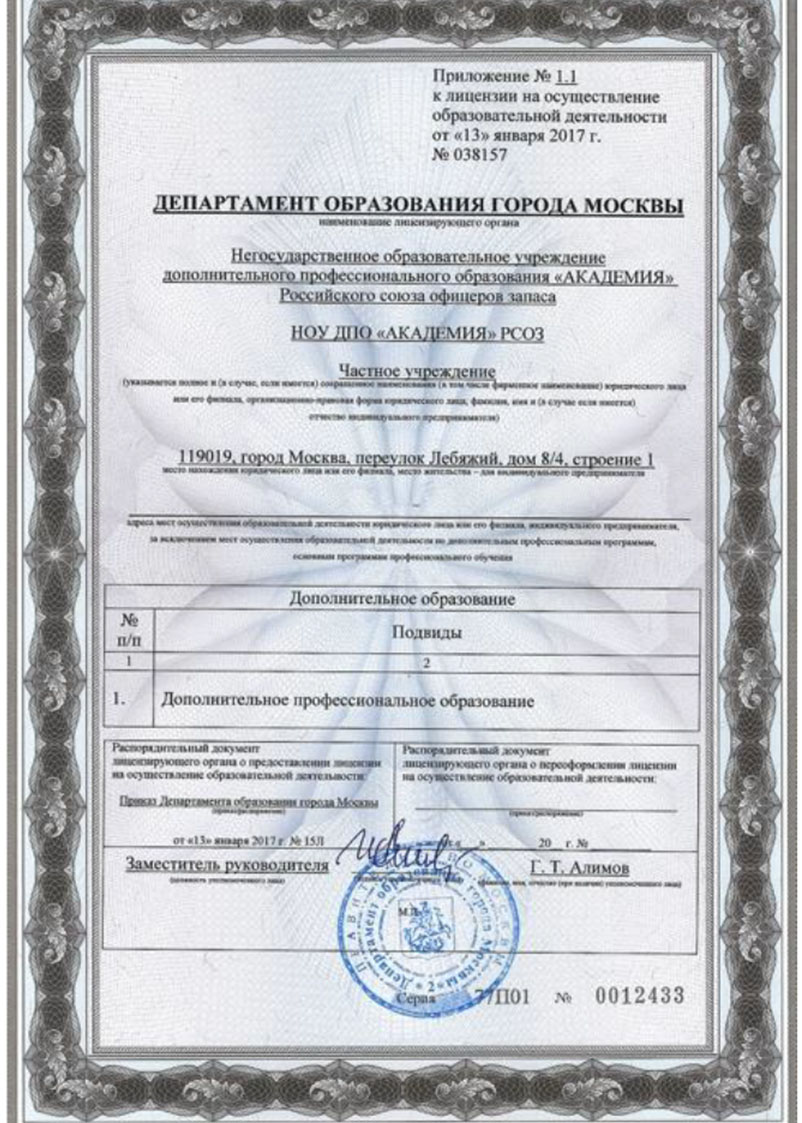 Приложение № 1.1
к лицензии на осуществление
образовательной деятельности
от «13» января 2017 г.
№ 038157
ДЕПАРТАМЕНТ ОБРАЗОВАНИЯ ГОРОДА МОСКВЫ
наименование лицензирующего органа
Негосударственное образовательное учреждение
дополнительного профессионального образования «АКАДЕМИЯ»
Российского союза офицеров запаса
НОУ ДПО «АКАДЕМИЯ» РСОЗ
Частное учреждение
(указывается полное и (в случае, если имеется) сокращенное наименование (в том числе фирменное наименование) юридического лица
или его филиала, организационно-правовая форма юридического лица, фамилия, имя и (в случае если имеется)
отчество индивидуального предпринимателя)
119019, город Москва, переулок Лебяжий, дом 8/4, строение 1
место нахождения юридического лица или его филиала, место жительства – для индивидуального предпринимателя
адреса мест осуществления образовательной деятельности юридического лица или его филиала, индивидуального предпринимателя,
за исключением мест осуществления образовательной деятельности по дополнительным профессиональным программам,
основным программам профессионального обучения
Дополнительное образование
№ п/п
Подвиды
1
2
1.
Дополнительное профессиональное образование
Распорядительный документ
лицензирующего органа о предоставлении лицензии
на осуществление образовательной деятельности:
Приказ Департамента образования города Москвы
(приказ/распоряжение)
от «13» января 2017 г. № 15Л
Распорядительный документ
лицензирующего органа о переоформлении лицензии
на осуществление образовательной деятельности:
(приказ/распоряжение)
20 г. №
Заместитель руководителя
(должность уполномоченного лица)
Г. Т. Алимов
(фамилия, имя, отчество (при наличии) уполномоченного лица)
М.П.
ПРАВИТЕЛЬСТВО МОСКВЫ
Департамент образования города Москвы
* 2 *
Серия 77П01 № 0012433